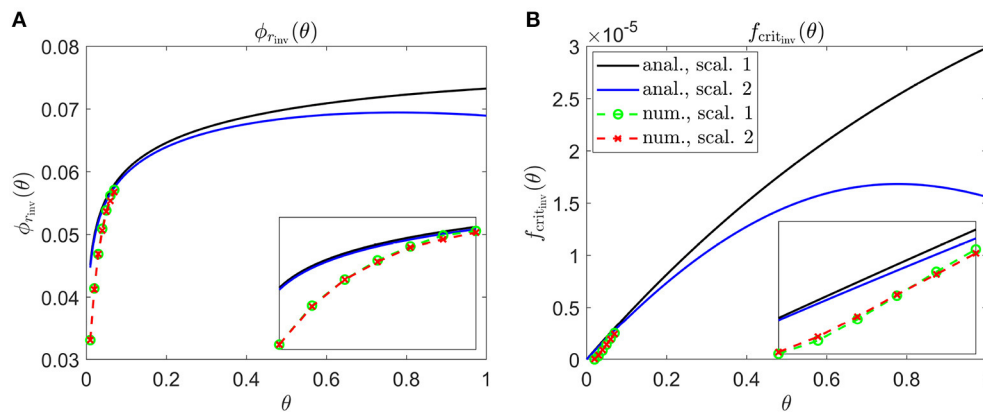 A
ϕ_{r_{inv}}(θ)
0.08
0.07
0.06
0.05
0.04
0.03
ϕ_{r_{inv}}(θ)
0 0.2 0.4 0.6 0.8 1
θ
B
×10^{-5}
f_{crit_{inv}}(θ)
3
2.5
2
1.5
1
0.5
0
f_{crit_{inv}}(θ)
anal., scal. 1
anal., scal. 2
num., scal. 1
num., scal. 2
0 0.2 0.4 0.6 0.8
θ